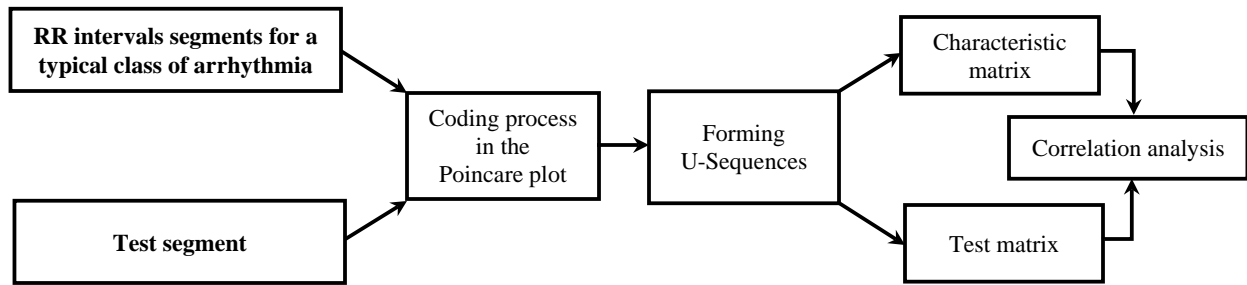 RR intervals segments for a
typical class of arrhythmia
Test segment
Coding process
in the
Poincare plot
Forming
U-Sequences
Characteristic
matrix
Test matrix
Correlation analysis